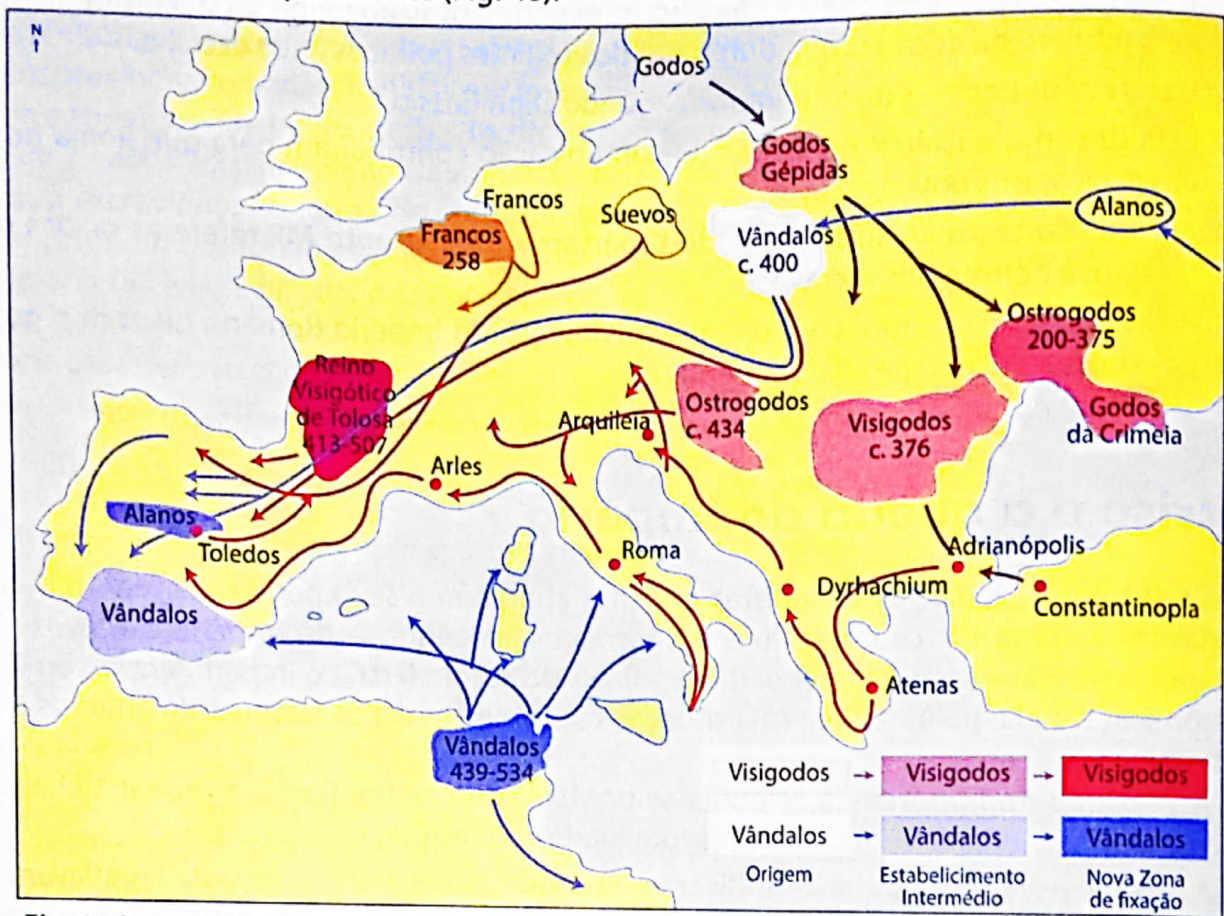 N
Godos
Godos
Gépidas
Francos
Suevos
Alanos
Francos
258
Vândalos
c. 400
Ostrogodos
200-375
Reino
Visigótico
de Tolosa
413-507
Arquileia
Ostrogodos
c. 434
Visigodos
c. 376
Godos
da Crimeia
Arles
Alanos
Toledos
Roma
Adrianópolis
Dyrhachium
Constantinopla
Vândalos
Atenas
Vândalos
439-534
Visigodos
Visigodos
Visigodos
Vândalos
Vândalos
Vândalos
Origem
Estabelicimento
Intermédio
Nova Zona
de fixação